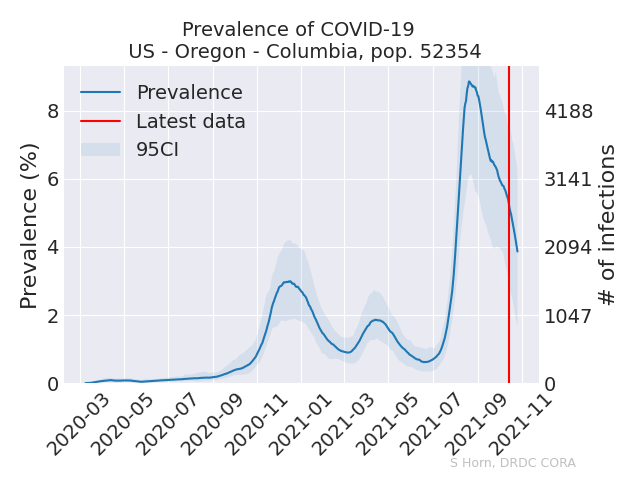 Prevalence of COVID-19
US - Oregon - Columbia, pop. 52354
Prevalence
Latest data
95CI
Prevalence (%)
8
6
4
2
0
# of infections
4188
3141
2094
1047
0
2020-03
2020-05
2020-07
2020-09
2020-11
2021-01
2021-03
2021-05
2021-07
2021-09
2021-11
S Horn, DRDC CORA